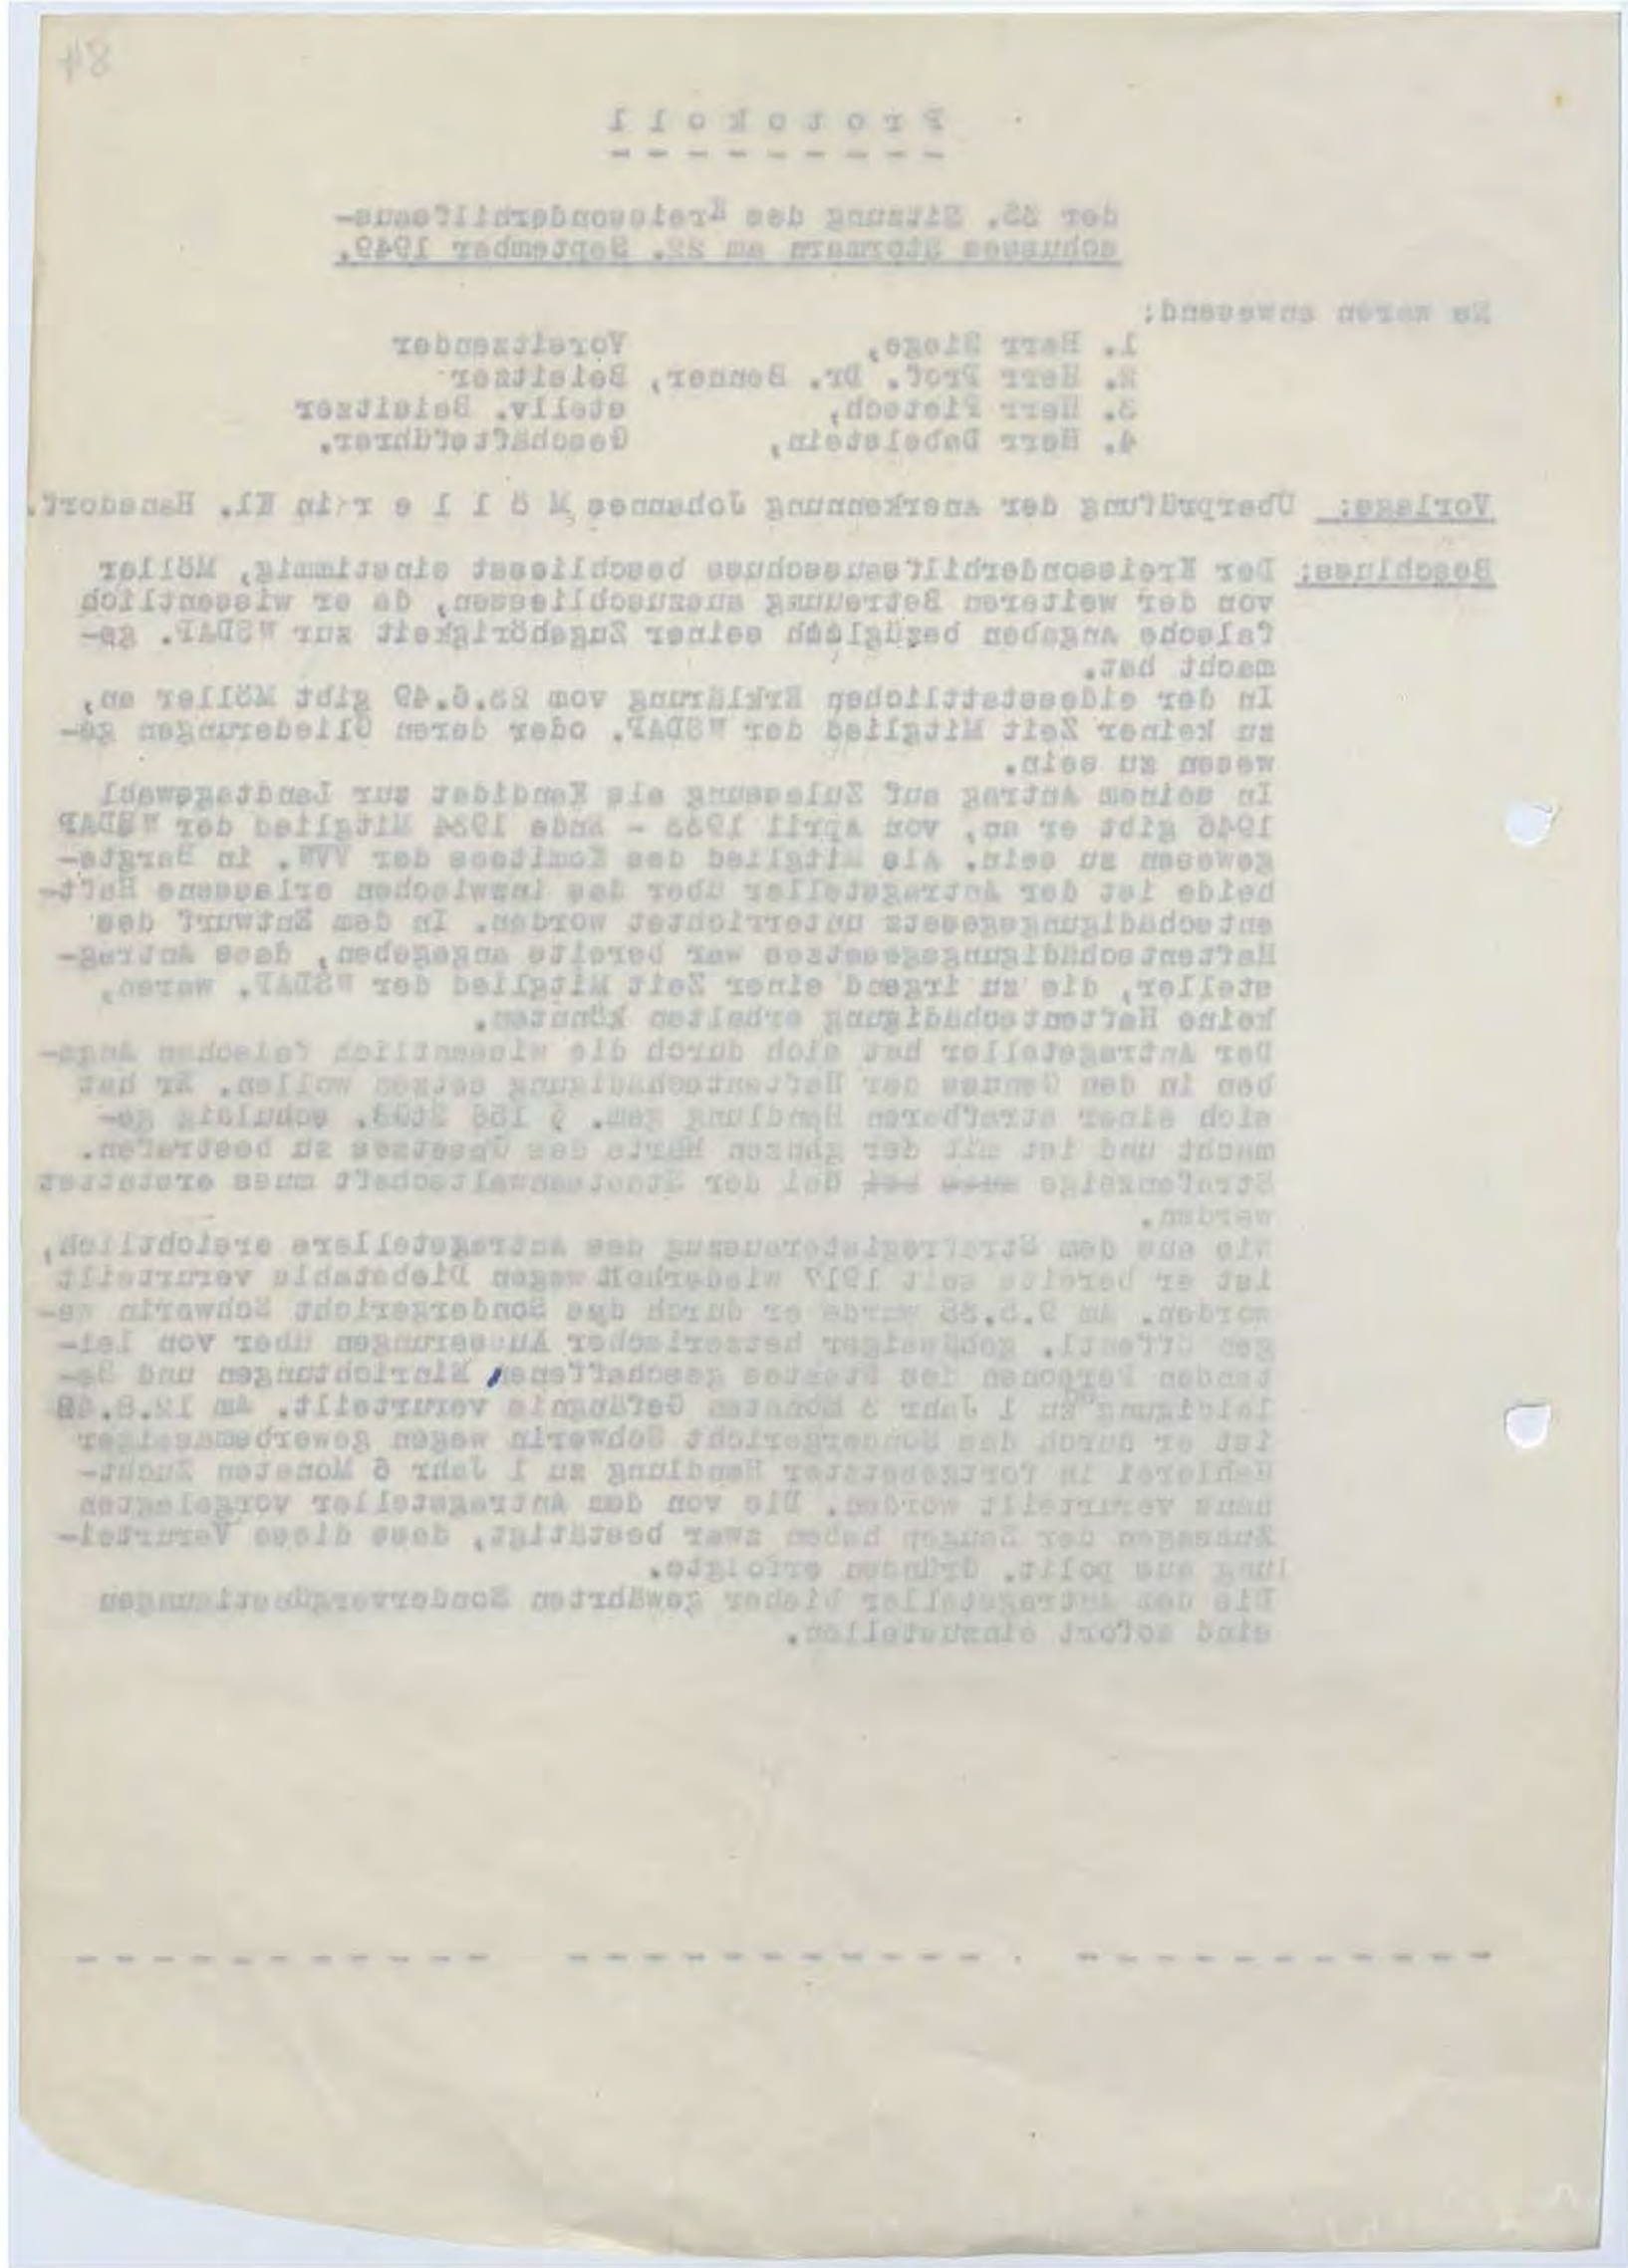 84
P r o t o k o l l
- - - - - - - - -
der 35. Sitzung des Kreissonderhilfsaus-
schusses Stormarn am 22. September 1949.
Es waren anwesend:
1. Herr Siege, Vorsitzender
2. Herr Prof. Dr. Benner, Beisitzer
3. Herr Pietsch, stellv. Beisitzer
4. Herr Dabelstein, Geschäftsführer.
Vorlage: Überprüfung der Anerkennung Johannes M ö l l e r in Kl. Hansdorf.
Beschluss: Der Kreissonderhilfsausschuss beschliesst einstimmig, Möller
von der weiteren Betreuung auszuschliessen, da er wissentlich
falsche Angaben bezüglich seiner Zugehörigkeit zur NSDAP. ge-
macht hat.
In der eidesstattlichen Erklärung vom 23.6.49 gibt Möller an,
zu keiner Zeit Mitglied der NSDAP. oder deren Gliederungen ge-
wesen zu sein.
In seinem Antrag auf Zulassung als Kandidat zur Landtagswahl
1946 gibt er an, von April 1933 - Ende 1934 Mitglied der NSDAP
gewesen zu sein. Als Mitglied des Komitees der VVN. in Bargte-
heide ist der Antragsteller über das inzwischen erlassene Haft-
entschädigungsgesetz unterrichtet worden. In dem Entwurf des
Haftentschädigungsgesetzes war bereits angegeben, dass Antrag-
steller, die zu irgend einer Zeit Mitglied der NSDAP. waren,
keine Haftentschädigung erhalten könnten.
Der Antragsteller hat sich durch die wissentlich falschen Anga-
ben in den Genuss der Haftentschädigung setzen wollen. Er hat
sich einer strafbaren Handlung gem. § 156 StGB. schuldig ge-
macht und ist mit der ganzen Härte des Gesetzes zu bestrafen.
Strafanzeige muss bei bei der Staatsanwaltschaft muss erstattet
werden.
Wie aus dem Strafregisterauszug des Antragstellers ersichtlich,
ist er bereits seit 1917 wiederholt wegen Diebstahls verurteilt
worden. Am 9.5.38 wurde er durch das Sondergericht Schwerin we-
gen öffentl. gehässiger hetzerischer Äusserungen über von lei-
tenden Personen des Staates geschaffenen Einrichtungen und Be-
leidigung zu 1 Jahr 3 Monaten Gefängnis verurteilt. Am 12.8.42
ist er durch das Sondergericht Schwerin wegen gewerbsmässiger
Hehlerei in fortgesetzter Handlung zu 1 Jahr 6 Monaten Zucht-
haus verurteilt worden. Die von dem Antragsteller vorgelegten
Aussagen der Zeugen haben zwar bestätigt, dass diese Verurtei-
lung aus polit. Gründen erfolgte.
Die dem Antragsteller bisher gewährten Sondervergünstigungen
sind sofort einzustellen.
- - - - - - - - - - - - - - - - - - - - - - - - - - - - - - - - -